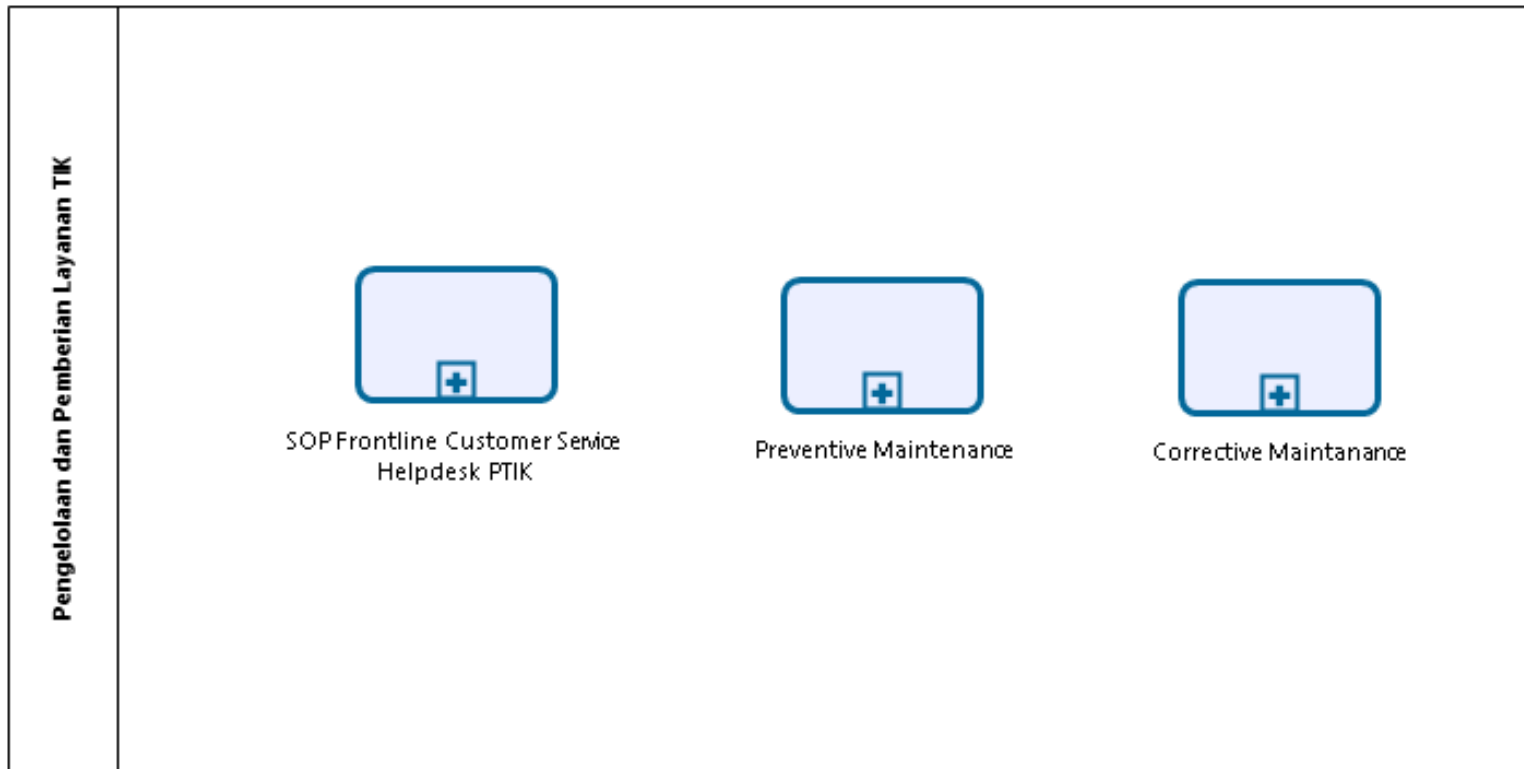 Pengelolaan dan Pemberian Layanan TIK
SOP Frontline Customer Service
Helpdesk PTIK
Preventive Maintenance
Corrective Maintanance